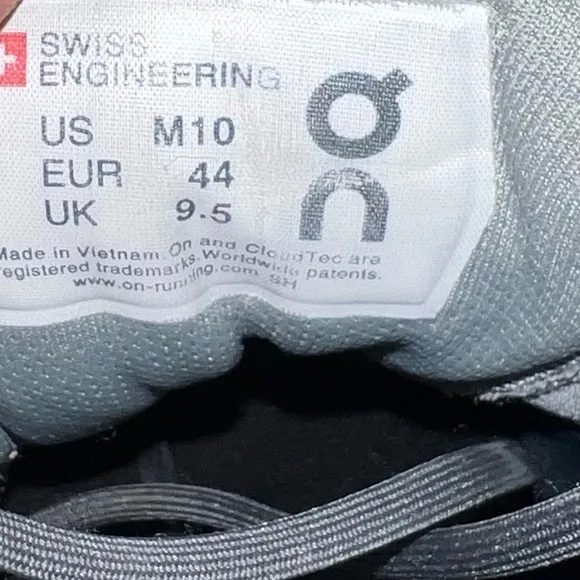 SWISS
ENGINEERING
US M10
EUR 44
UK 9.5
On
Made in Vietnam. On and CloudTec are
registered trademarks. Worldwide patents.
www.on-running.com SH